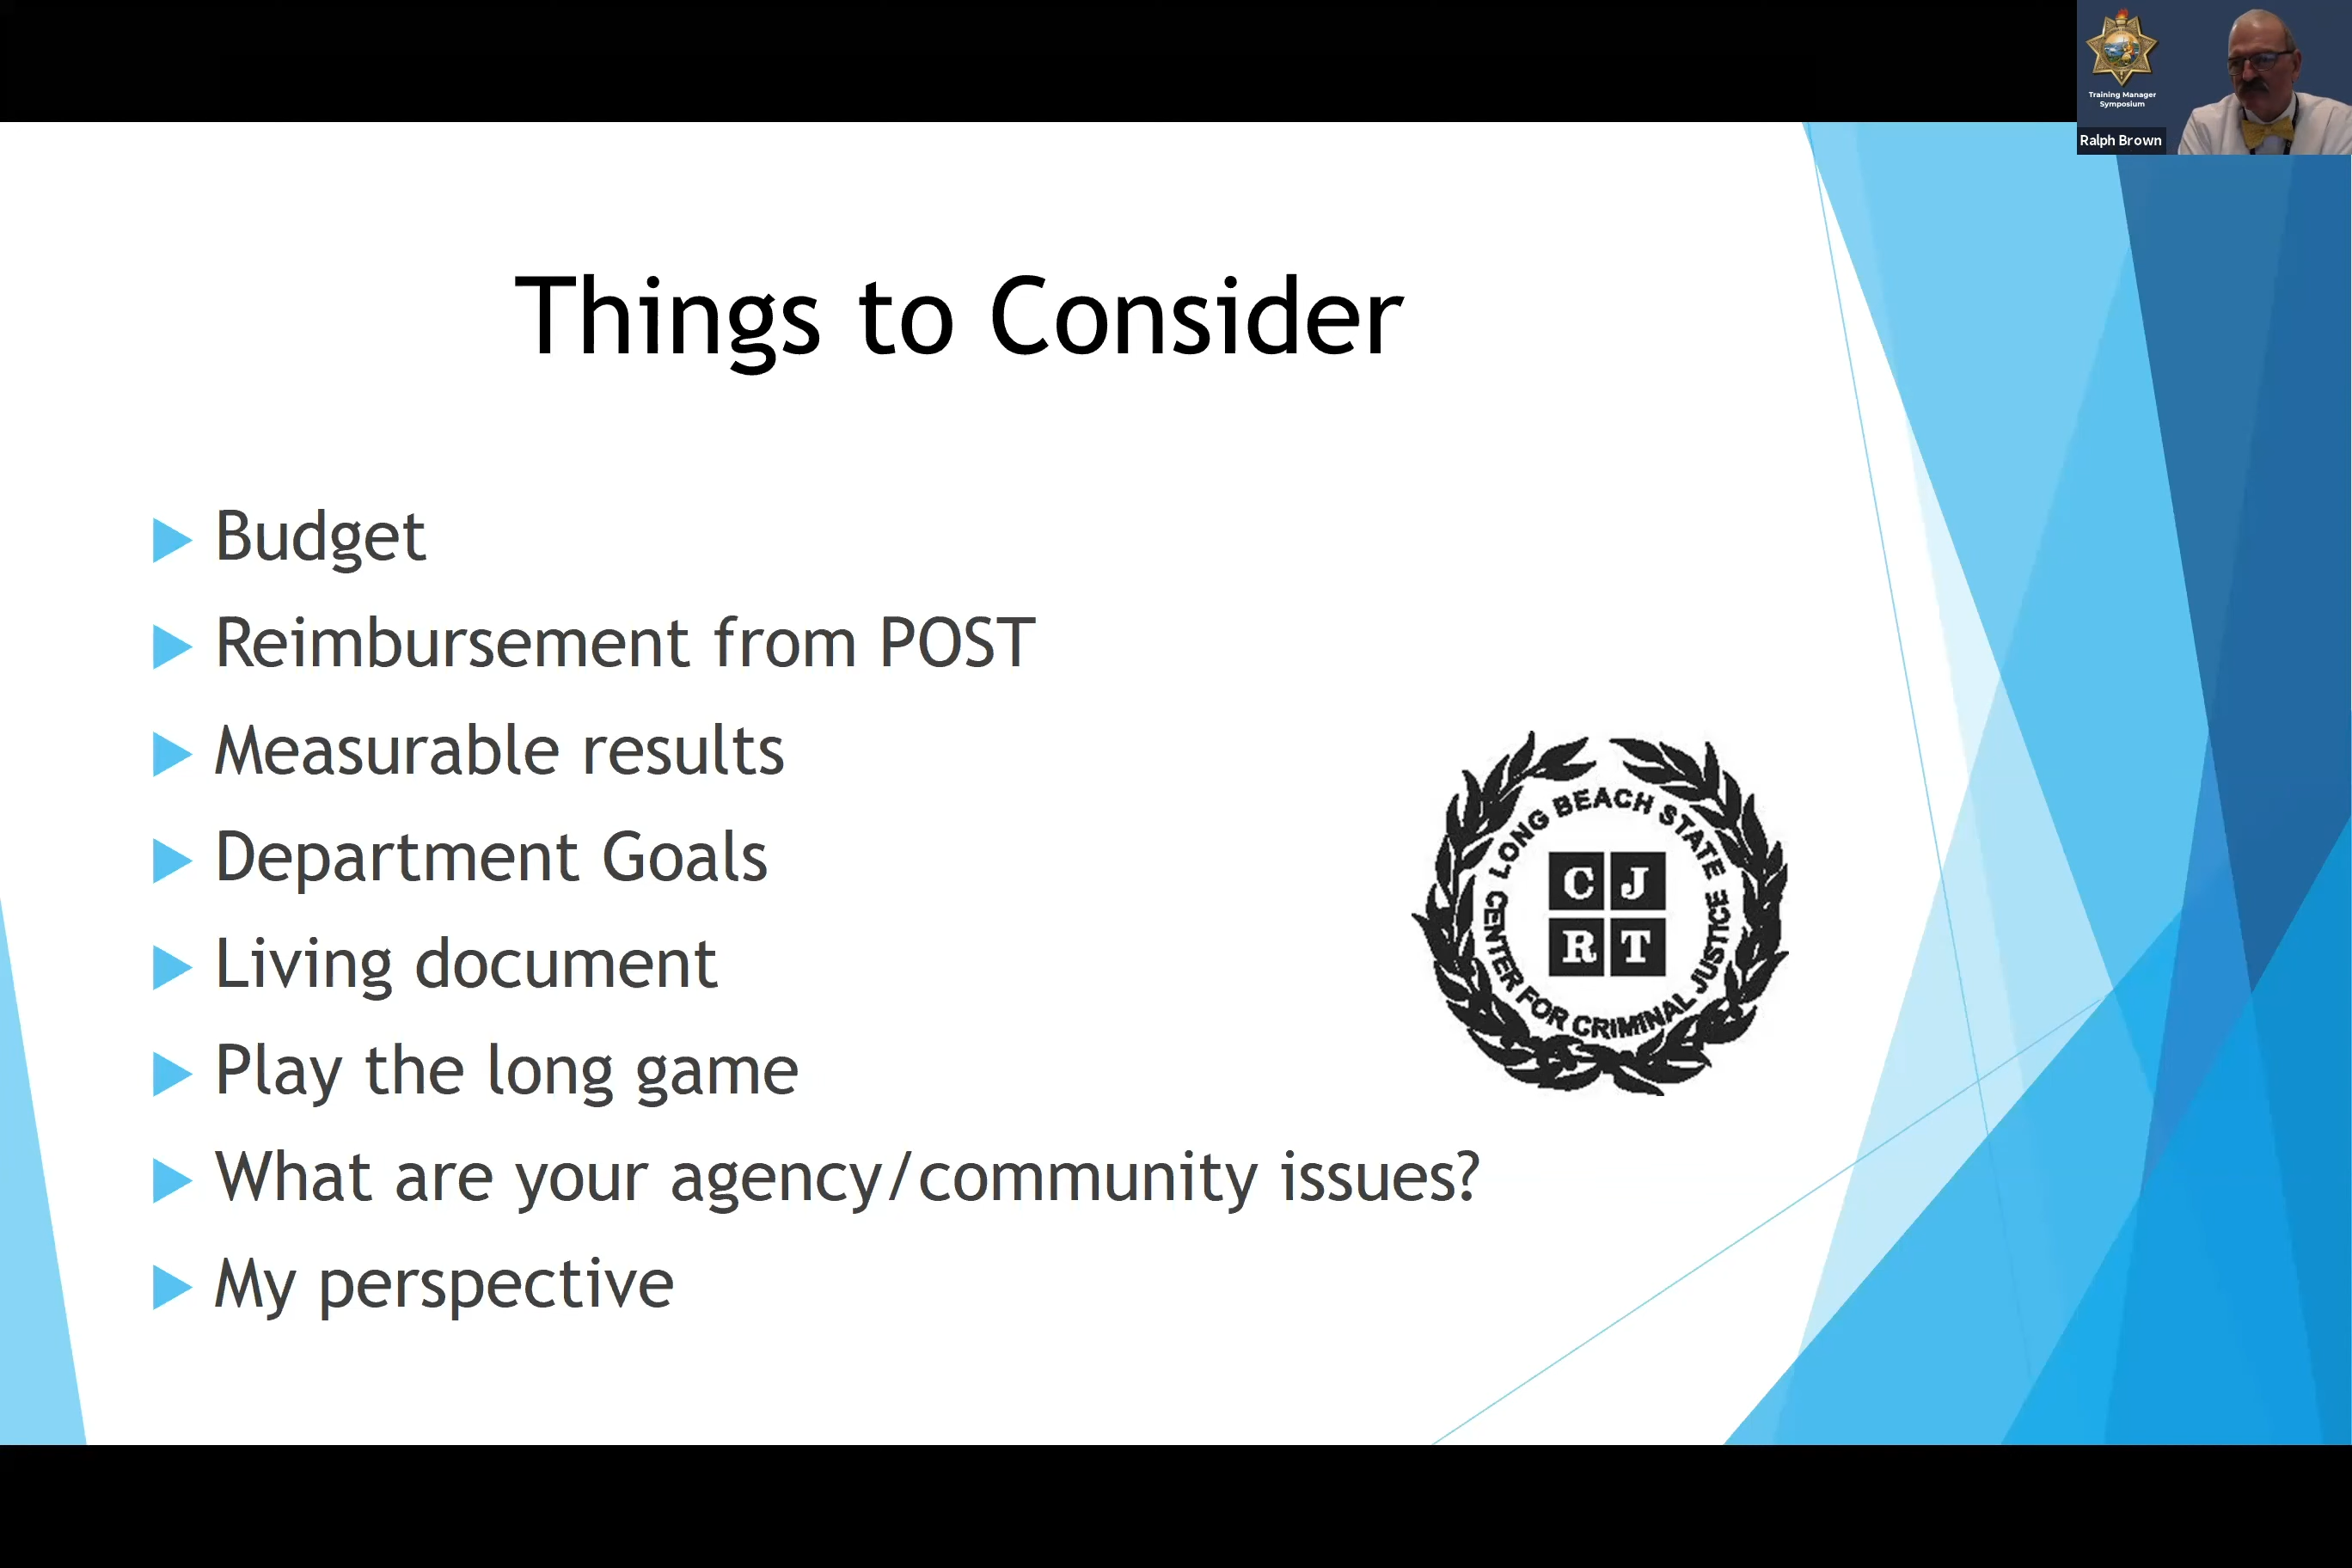 Training Manager
Symposium
Ralph Brown
Things to Consider
Budget
Reimbursement from POST
Measurable results
Department Goals
Living document
Play the long game
What are your agency/community issues?
My perspective
LONG BEACH STATE
C J
R T
CENTER FOR CRIMINAL JUSTICE